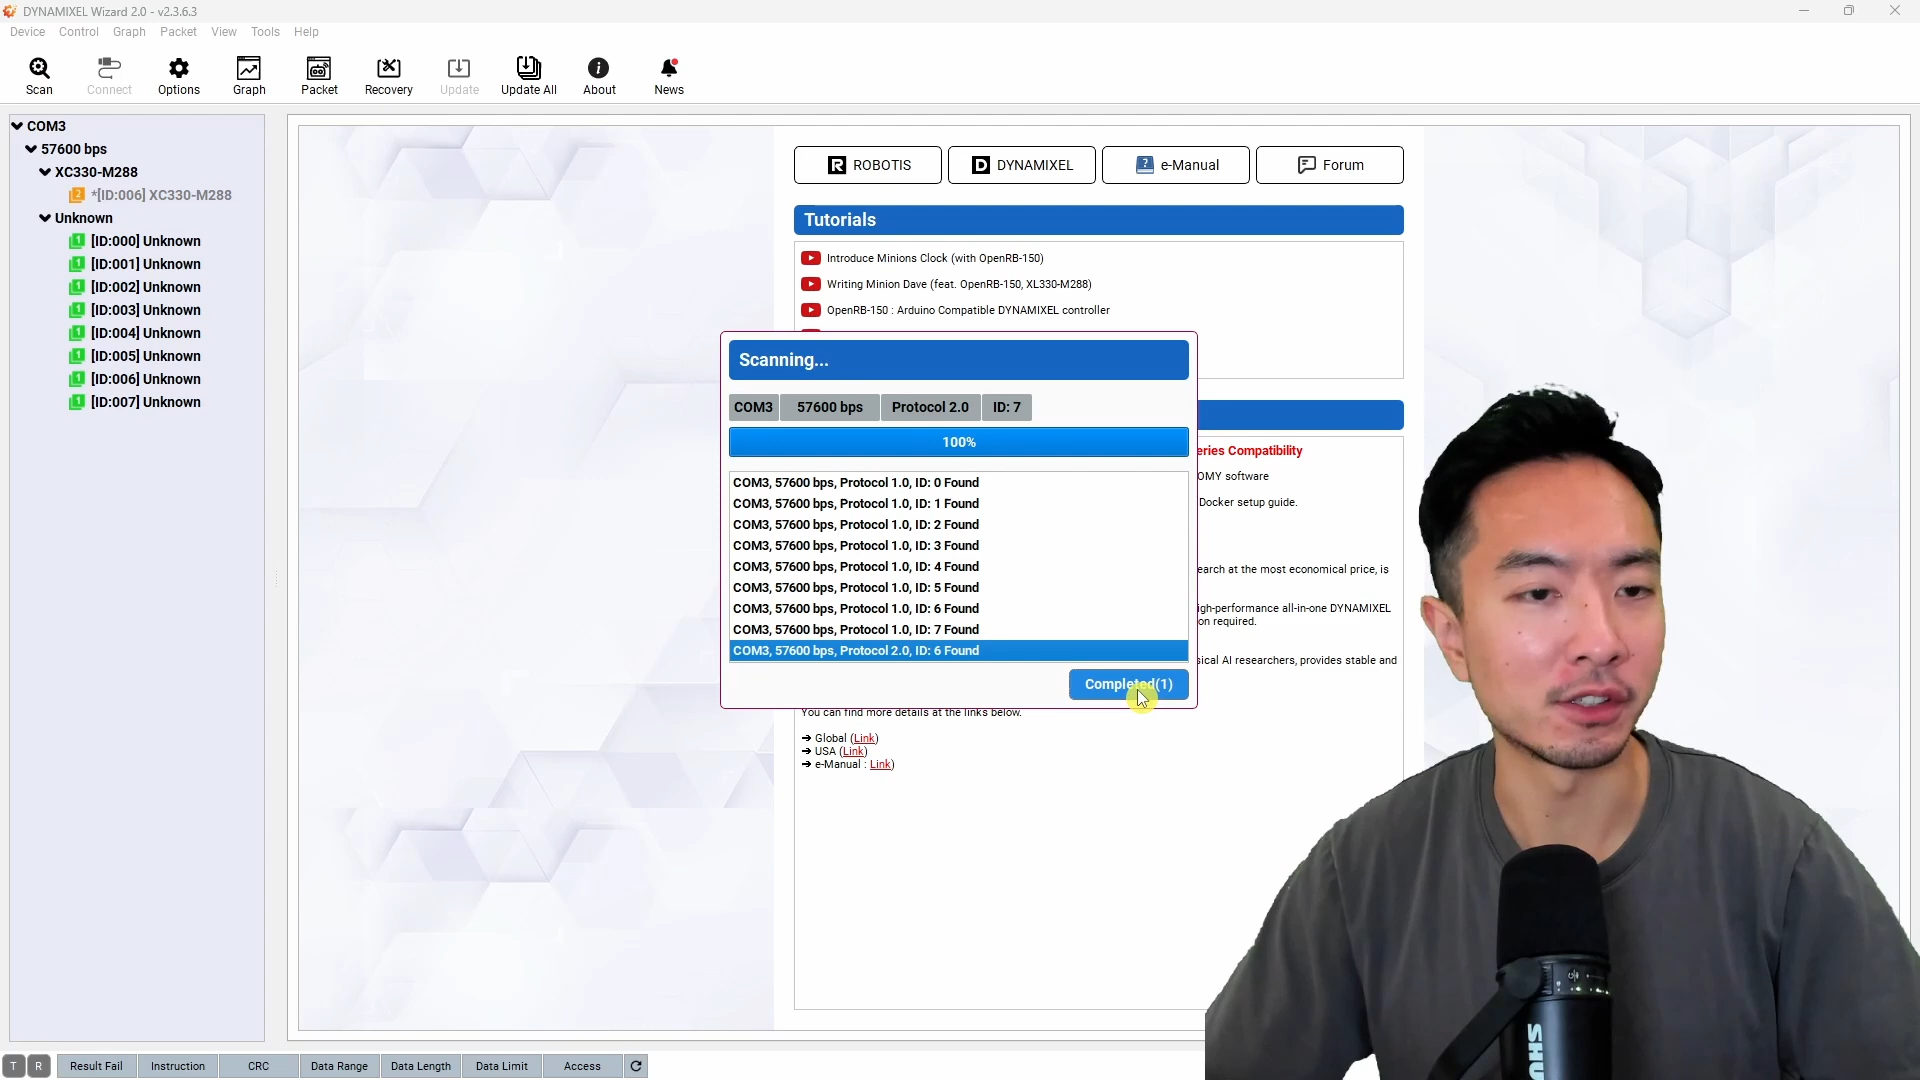 DYNAMIXEL Wizard 2.0 - v2.3.6.3
Device Control Graph Packet View Tools Help
Scan Connect Options Graph Packet Recovery Update Update All About News
COM3
57600 bps
XC330-M288
2 *[ID:006] XC330-M288
Unknown
1 [ID:000] Unknown
1 [ID:001] Unknown
1 [ID:002] Unknown
1 [ID:003] Unknown
1 [ID:004] Unknown
1 [ID:005] Unknown
1 [ID:006] Unknown
1 [ID:007] Unknown
R ROBOTIS D DYNAMIXEL ? e-Manual Forum
Tutorials
Introduce Minions Clock (with OpenRB-150)
Writing Minion Dave (feat. OpenRB-150, XL330-M288)
OpenRB-150 : Arduino Compatible DYNAMIXEL controller
Scanning...
COM3 57600 bps Protocol 2.0 ID: 7
100%
COM3, 57600 bps, Protocol 1.0, ID: 0 Found
COM3, 57600 bps, Protocol 1.0, ID: 1 Found
COM3, 57600 bps, Protocol 1.0, ID: 2 Found
COM3, 57600 bps, Protocol 1.0, ID: 3 Found
COM3, 57600 bps, Protocol 1.0, ID: 4 Found
COM3, 57600 bps, Protocol 1.0, ID: 5 Found
COM3, 57600 bps, Protocol 1.0, ID: 6 Found
COM3, 57600 bps, Protocol 1.0, ID: 7 Found
COM3, 57600 bps, Protocol 2.0, ID: 6 Found
Completed(1)
eries Compatibility
OMY software
Docker setup guide.
earch at the most economical price, is
igh-performance all-in-one DYNAMIXEL
on required.
sical AI researchers, provides stable and
You can find more details at the links below.
➔ Global (Link)
➔ USA (Link)
➔ e-Manual : Link)
T R Result Fail Instruction CRC Data Range Data Length Data Limit Access
SHU